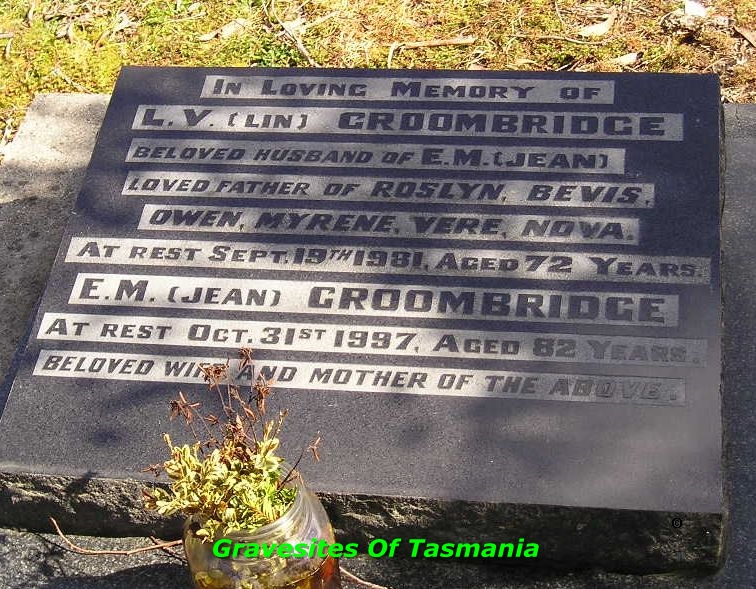 IN LOVING MEMORY OF
L.V. (LIN) GROOMBRIDGE
BELOVED HUSBAND OF E.M. (JEAN)
LOVED FATHER OF ROSLYN, BEVIS,
OWEN, MYRENE, VERE, NOVA.
AT REST SEPT. 19TH 1981, AGED 72 YEARS.
E.M. (JEAN) GROOMBRIDGE
AT REST OCT. 31ST 1997, AGED 82 YEARS.
BELOVED WIFE AND MOTHER OF THE ABOVE.
Gravesites Of Tasmania